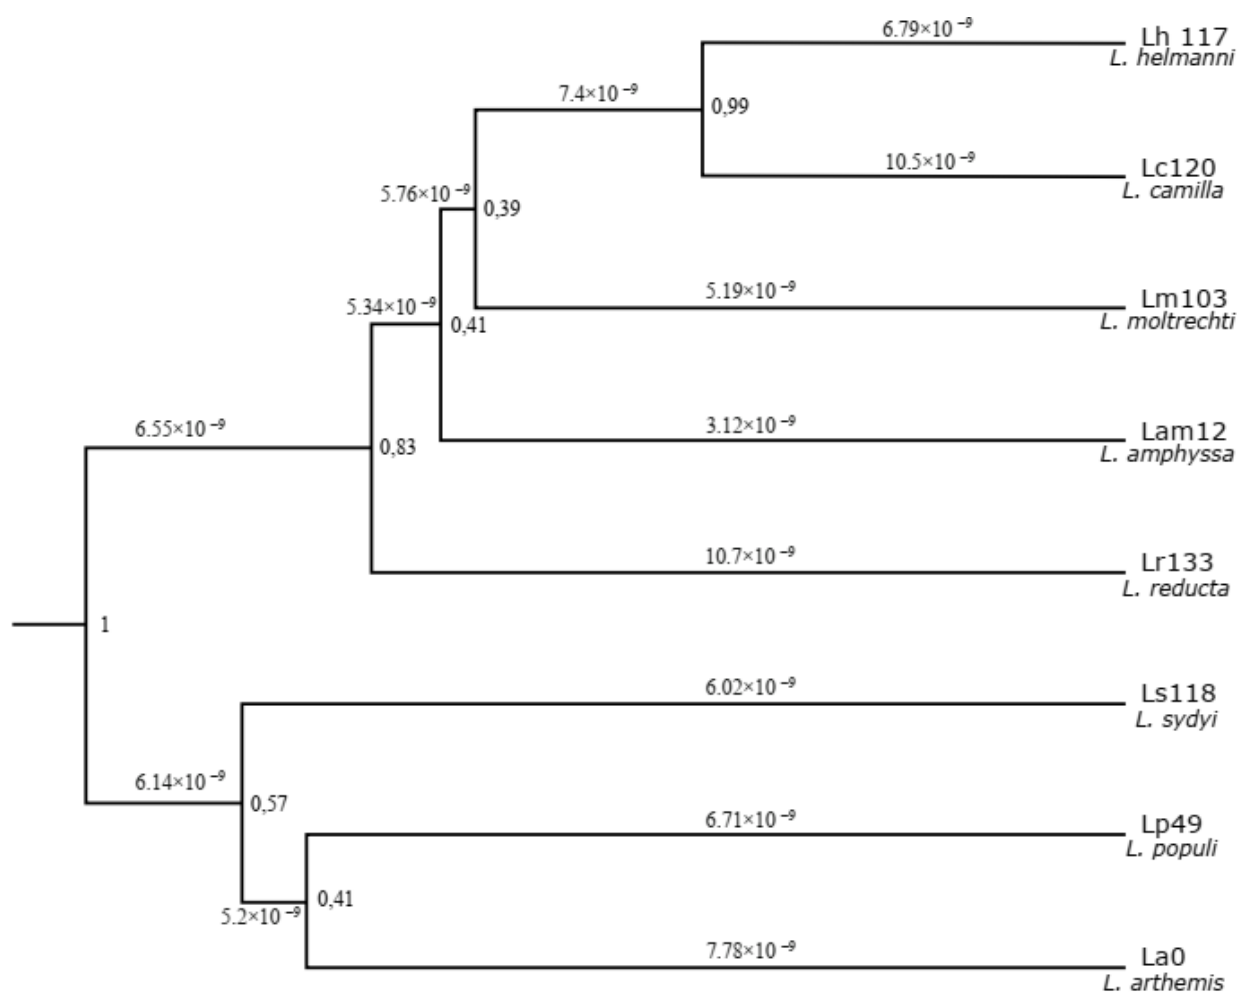 6.79×10⁻⁹
Lh 117
L. helmanni
7.4×10⁻⁹
0,99
10.5×10⁻⁹
Lc120
L. camilla
5.76×10⁻⁹
0,39
5.19×10⁻⁹
Lm103
L. moltrechti
5.34×10⁻⁹
0,41
3.12×10⁻⁹
Lam12
L. amphyssa
6.55×10⁻⁹
0,83
10.7×10⁻⁹
Lr133
L. reducta
1
6.02×10⁻⁹
Ls118
L. sydyi
6.14×10⁻⁹
0,57
6.71×10⁻⁹
Lp49
L. populi
5.2×10⁻⁹
0,41
7.78×10⁻⁹
La0
L. arthemis